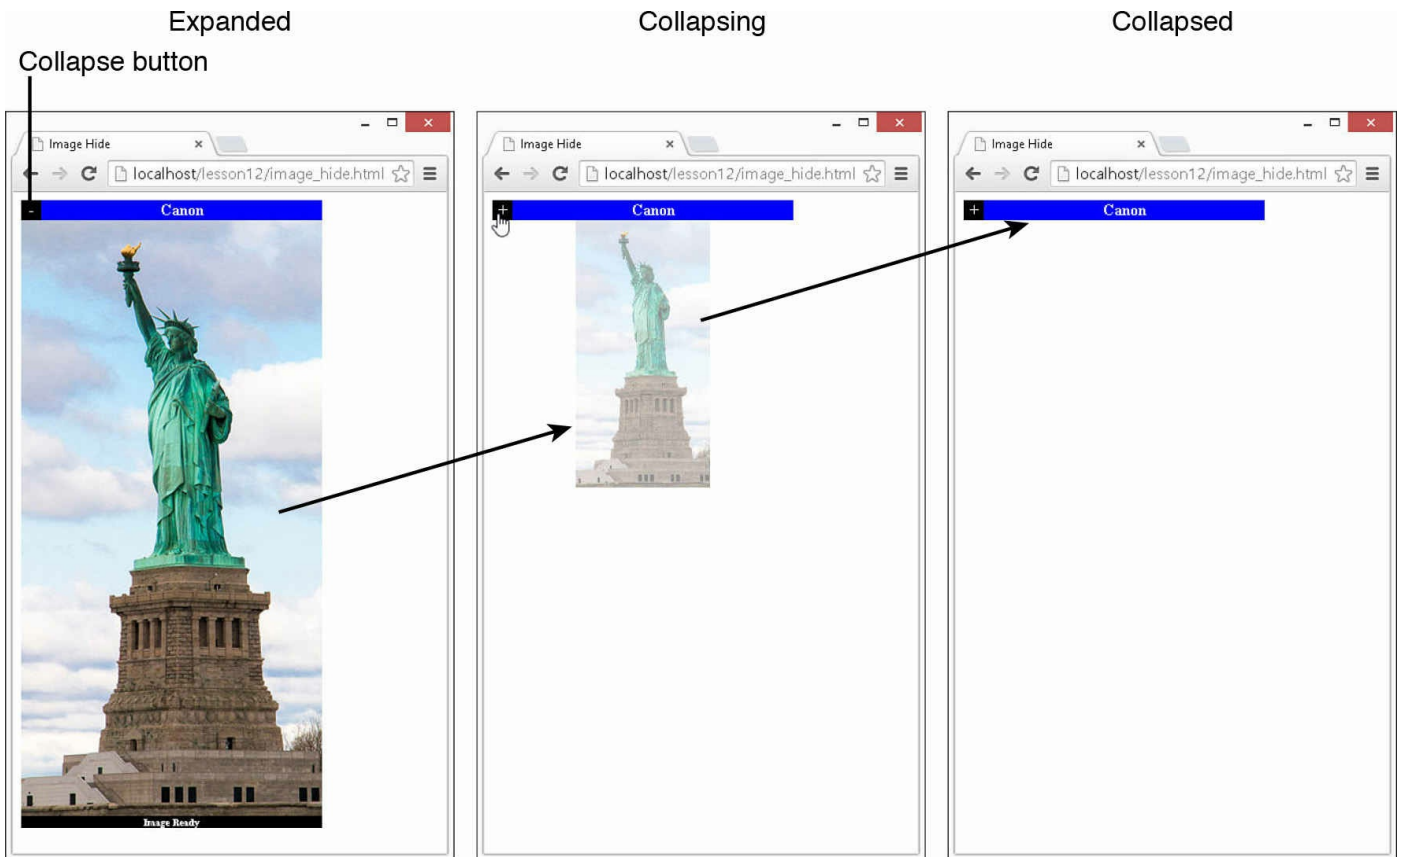 Expanded
Collapsing
Collapsed
Collapse button
Image Hide
localhost/lesson12/image_hide.html
- Canon
Image Ready
Image Hide
localhost/lesson12/image_hide.html
+ Canon
Image Hide
localhost/lesson12/image_hide.html
+ Canon